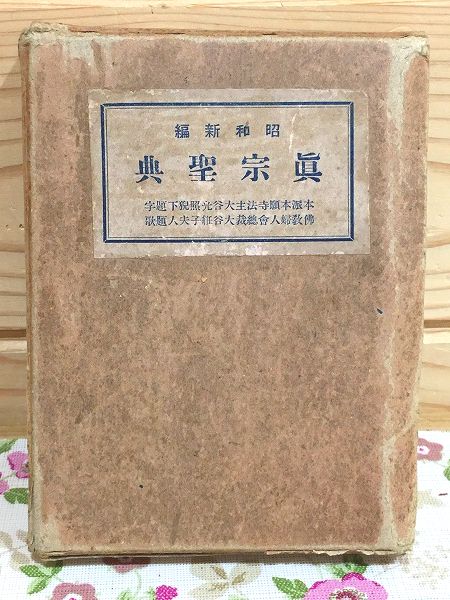 昭和新編
眞宗聖典
本派本願寺法主大谷光照猊下題字
佛教婦人會總裁大谷紝子夫人題歌